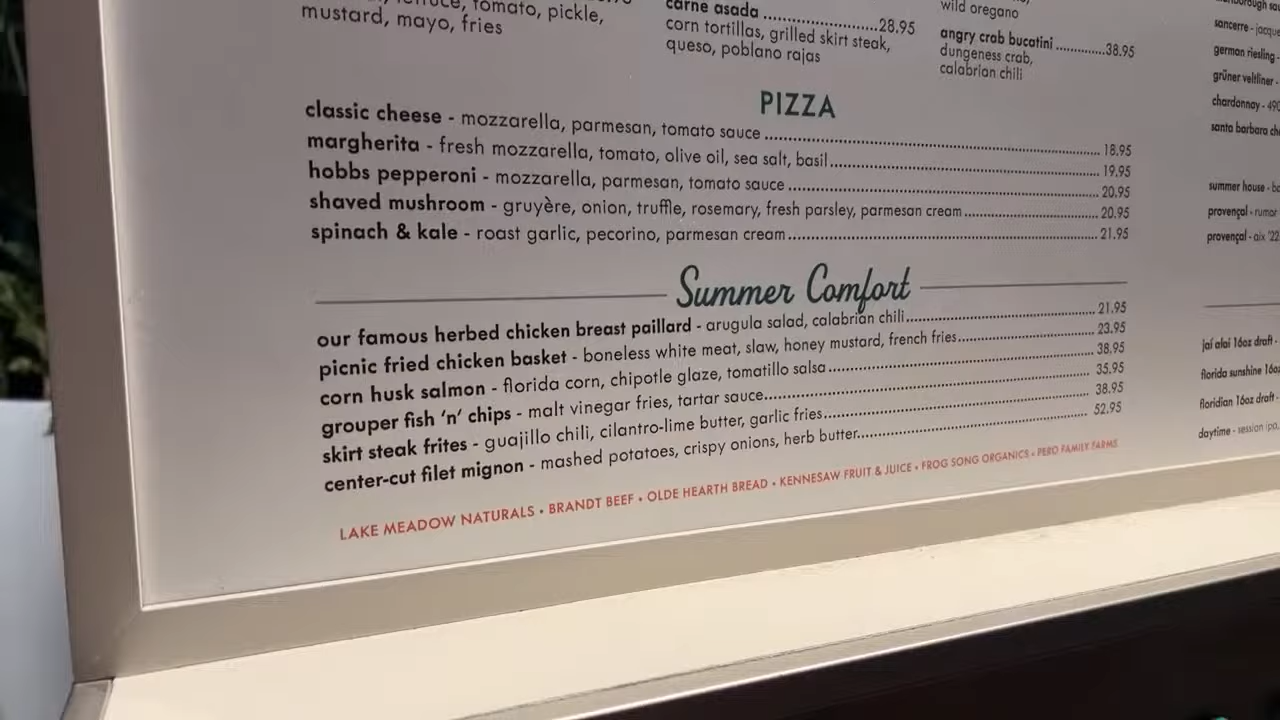 lettuce, tomato, pickle,
mustard, mayo, fries
carne asada ........................28.95
corn tortillas, grilled skirt steak,
queso, poblano rajas
wild oregano
angry crab bucatini .............38.95
dungeness crab,
calabrian chili
PIZZA
classic cheese - mozzarella, parmesan, tomato sauce ........ 18.95
margherita - fresh mozzarella, tomato, olive oil, sea salt, basil ........ 19.95
hobbs pepperoni - mozzarella, parmesan, tomato sauce ........ 20.95
shaved mushroom - gruyère, onion, truffle, rosemary, fresh parsley, parmesan cream ........ 20.95
spinach & kale - roast garlic, pecorino, parmesan cream ........ 21.95
Summer Comfort
our famous herbed chicken breast paillard - arugula salad, calabrian chili ........ 21.95
picnic fried chicken basket - boneless white meat, slaw, honey mustard, french fries ........ 23.95
corn husk salmon - florida corn, chipotle glaze, tomatillo salsa ........ 38.95
grouper fish 'n' chips - malt vinegar fries, tartar sauce ........ 35.95
skirt steak frites - guajillo chili, cilantro-lime butter, garlic fries ........ 38.95
center-cut filet mignon - mashed potatoes, crispy onions, herb butter ........ 52.95
LAKE MEADOW NATURALS • BRANDT BEEF • OLDE HEARTH BREAD • KENNESAW FRUIT & JUICE • FROG SONG ORGANICS • PERO FAMILY FARMS
sancerre -
german riesling -
grüner veltliner -
chardonnay -
santa barbara
summer house -
provençal -
provençal - aix '22
jai alai 16oz draft -
florida sunshine 16oz
floridian 16oz draft -
daytime - session ipa,